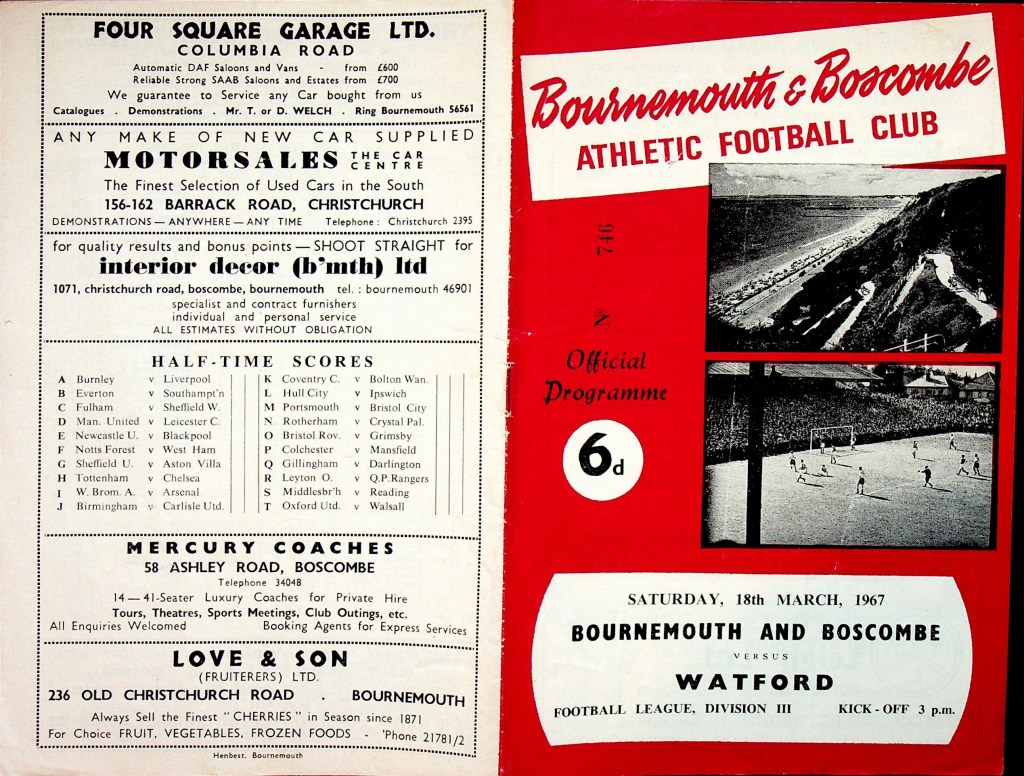 FOUR SQUARE GARAGE LTD.
COLUMBIA ROAD
Automatic DAF Saloons and Vans - from £600
Reliable Strong SAAB Saloons and Estates from £700
We guarantee to Service any Car bought from us
Catalogues . Demonstrations . Mr. T. or D. WELCH . Ring Bournemouth 56561
ANY MAKE OF NEW CAR SUPPLIED
MOTORSALES THE CAR CENTRE
The Finest Selection of Used Cars in the South
156-162 BARRACK ROAD, CHRISTCHURCH
DEMONSTRATIONS — ANYWHERE — ANY TIME Telephone : Christchurch 2395
for quality results and bonus points — SHOOT STRAIGHT for
interior decor (b'mth) ltd
1071, christchurch road, boscombe, bournemouth tel. : bournemouth 46901
specialist and contract furnishers
individual and personal service
ALL ESTIMATES WITHOUT OBLIGATION
HALF-TIME SCORES
A Burnley v Liverpool
B Everton v Southampt'n
C Fulham v Sheffield W.
D Man. United v Leicester C.
E Newcastle U. v Blackpool
F Notts Forest v West Ham
G Sheffield U. v Aston Villa
H Tottenham v Chelsea
I W. Brom. A. v Arsenal
J Birmingham v Carlisle Utd.
K Coventry C. v Bolton Wan.
L Hull City v Ipswich
M Portsmouth v Bristol City
N Rotherham v Crystal Pal.
O Bristol Rov. v Grimsby
P Colchester v Mansfield
Q Gillingham v Darlington
R Leyton O. v Q.P.Rangers
S Middlesbr'h v Reading
T Oxford Utd. v Walsall
MERCURY COACHES
58 ASHLEY ROAD, BOSCOMBE
Telephone 34048
14 — 41-Seater Luxury Coaches for Private Hire
Tours, Theatres, Sports Meetings, Club Outings, etc.
All Enquiries Welcomed Booking Agents for Express Services
LOVE & SON
(FRUITERERS) LTD.
236 OLD CHRISTCHURCH ROAD . BOURNEMOUTH
Always Sell the Finest "CHERRIES" in Season since 1871
For Choice FRUIT, VEGETABLES, FROZEN FOODS - 'Phone 21781/2
Henbest, Bournemouth
Bournemouth & Boscombe
ATHLETIC FOOTBALL CLUB
Nº 746
Official
Programme
6d
SATURDAY, 18th MARCH, 1967
BOURNEMOUTH AND BOSCOMBE
VERSUS
WATFORD
FOOTBALL LEAGUE, DIVISION III KICK-OFF 3 p.m.